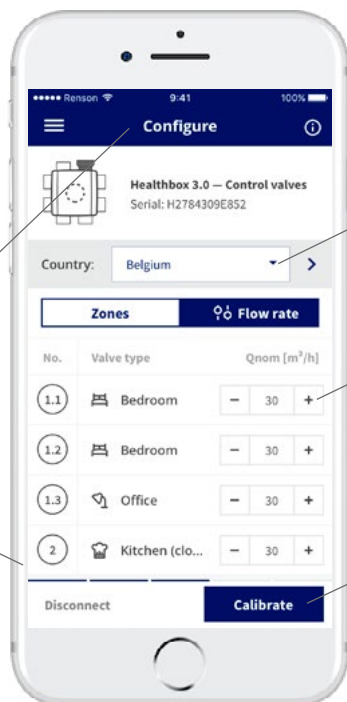 Renson 9:41 100%
Configure
Healthbox 3.0 — Control valves
Serial: H2784309E852
Country: Belgium
Zones Flow rate
No. Valve type Qnom [m³/h]
1.1 Bedroom − 30 +
1.2 Bedroom − 30 +
1.3 Office − 30 +
2 Kitchen (clo... − 30 +
Disconnect Calibrate